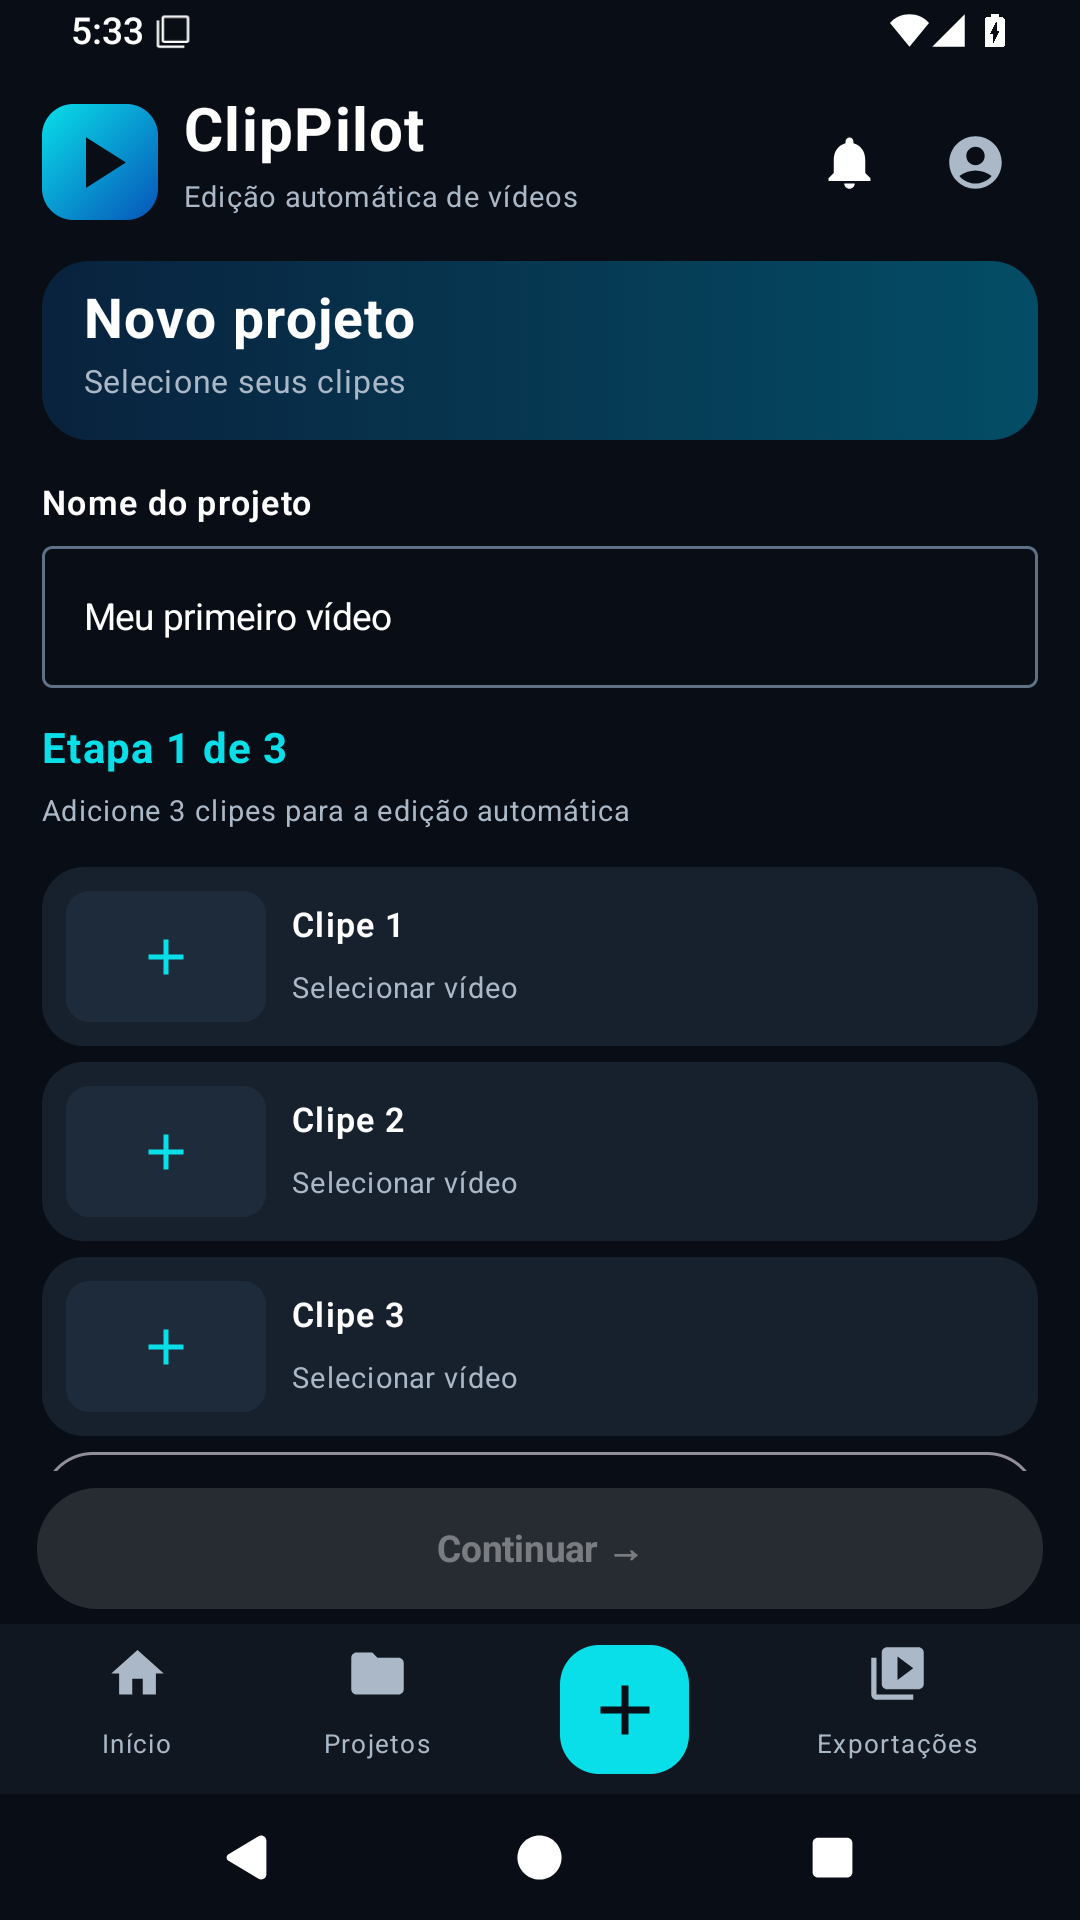 5:33
ClipPilot
Edição automática de vídeos
Novo projeto
Selecione seus clipes
Nome do projeto
Meu primeiro vídeo
Etapa 1 de 3
Adicione 3 clipes para a edição automática
Clipe 1
Selecionar vídeo
Clipe 2
Selecionar vídeo
Clipe 3
Selecionar vídeo
Continuar →
Início
Projetos
Exportações